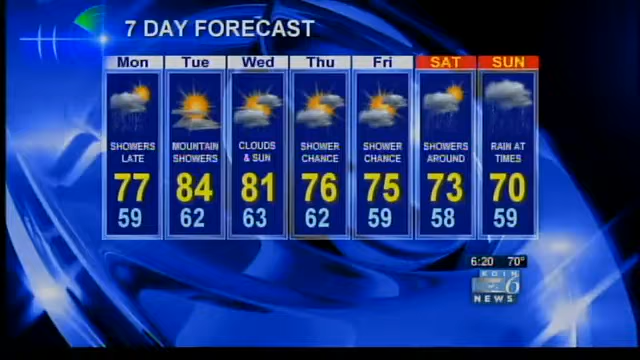 7 DAY FORECAST
Mon Tue Wed Thu Fri SAT SUN
SHOWERS LATE
MOUNTAIN SHOWERS
CLOUDS & SUN
SHOWER CHANCE
SHOWER CHANCE
SHOWERS AROUND
RAIN AT TIMES
77 84 81 76 75 73 70
59 62 63 62 59 58 59
6:20 70°
KOIN
6
NEWS